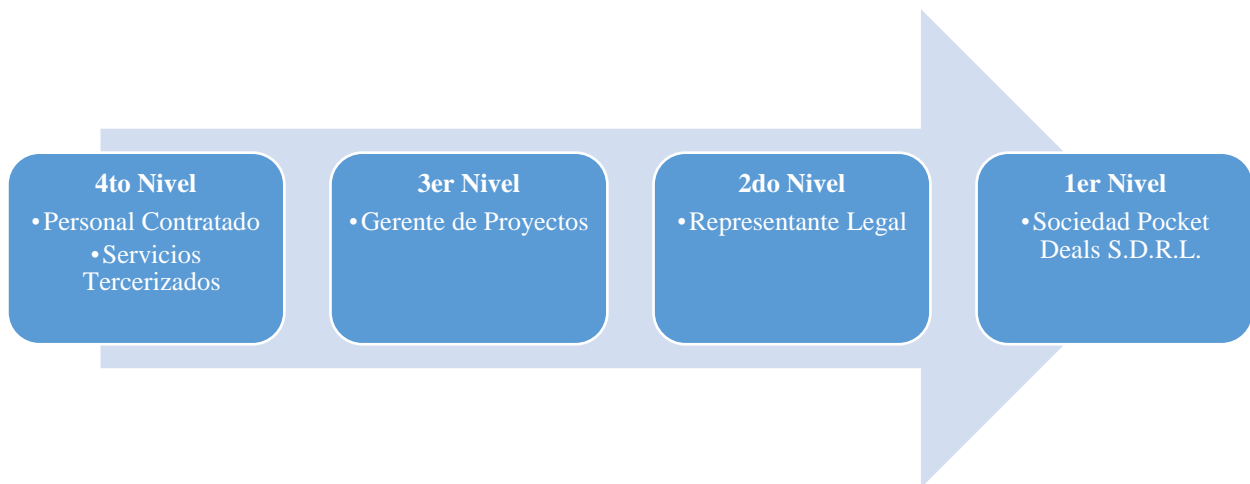 4to Nivel
•Personal Contratado
•Servicios
Tercerizados
3er Nivel
•Gerente de Proyectos
2do Nivel
•Representante Legal
1er Nivel
•Sociedad Pocket
Deals S.D.R.L.